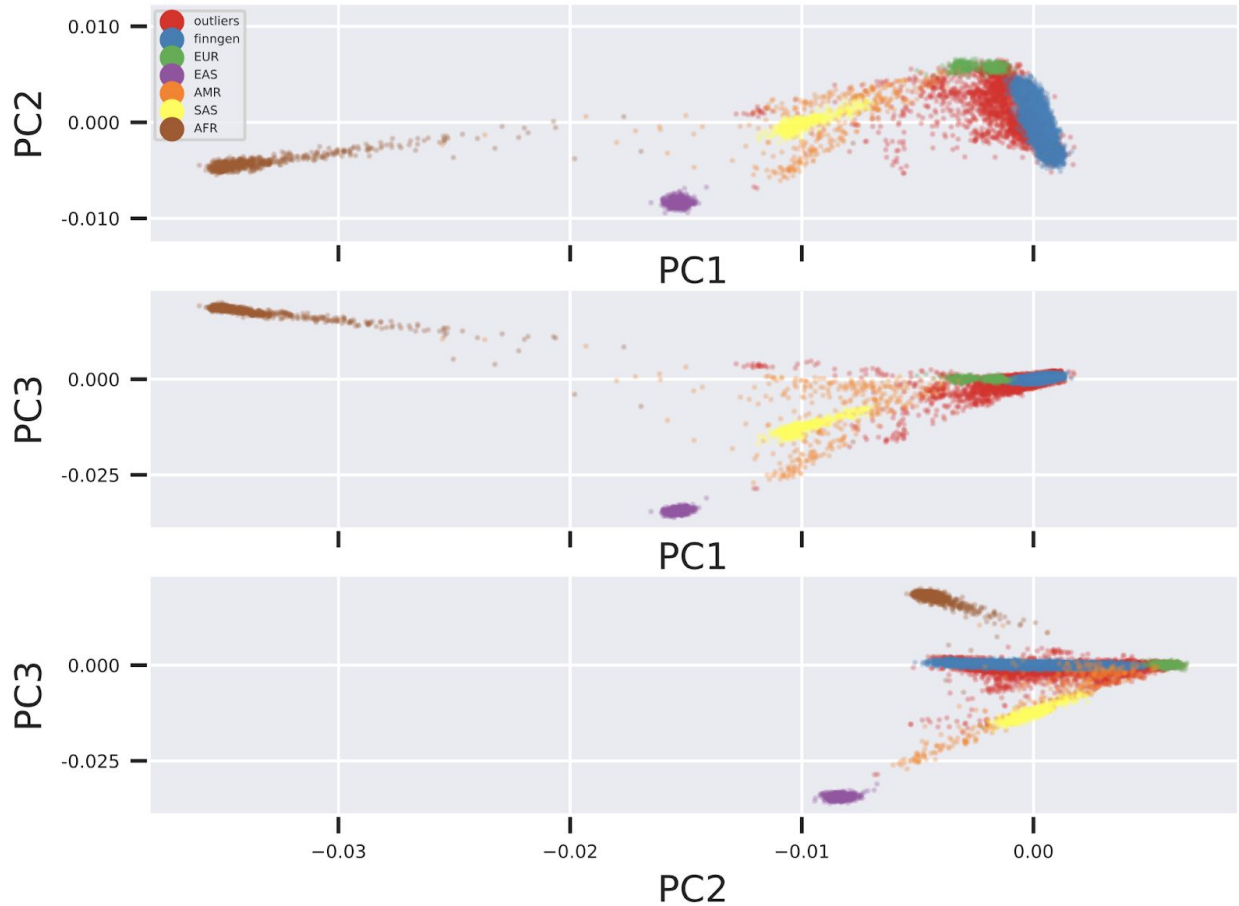 0.010
outliers
finngen
EUR
EAS
AMR
SAS
AFR
PC2
0.000
-0.010
PC1
PC3
0.000
-0.025
PC1
PC3
0.000
-0.025
−0.03
−0.02
−0.01
0.00
PC2